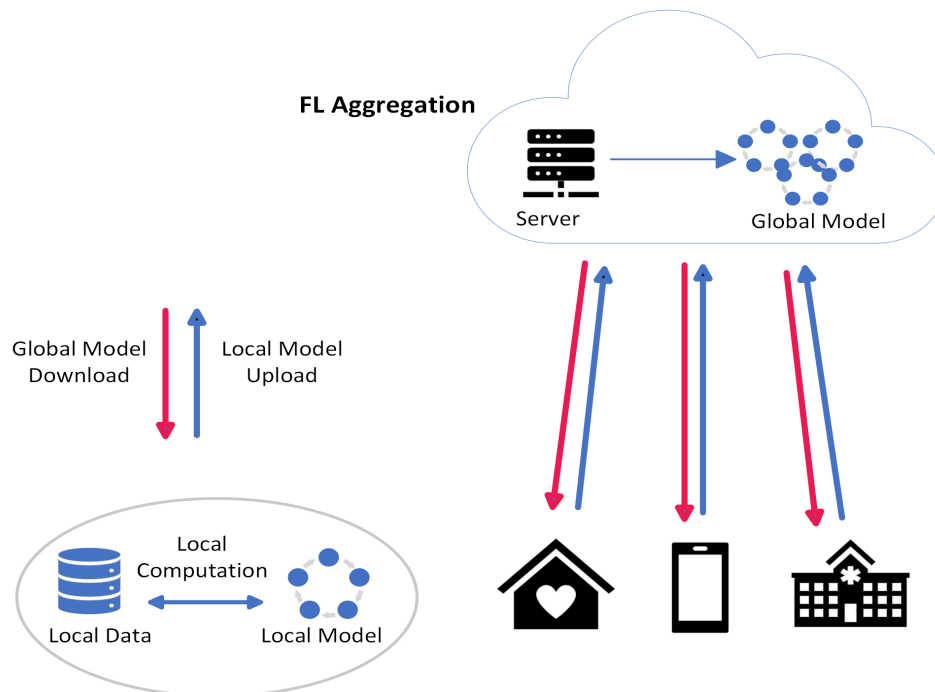 FL Aggregation
Server
Global Model
Global Model
Download
Local Model
Upload
Local
Computation
Local Data
Local Model